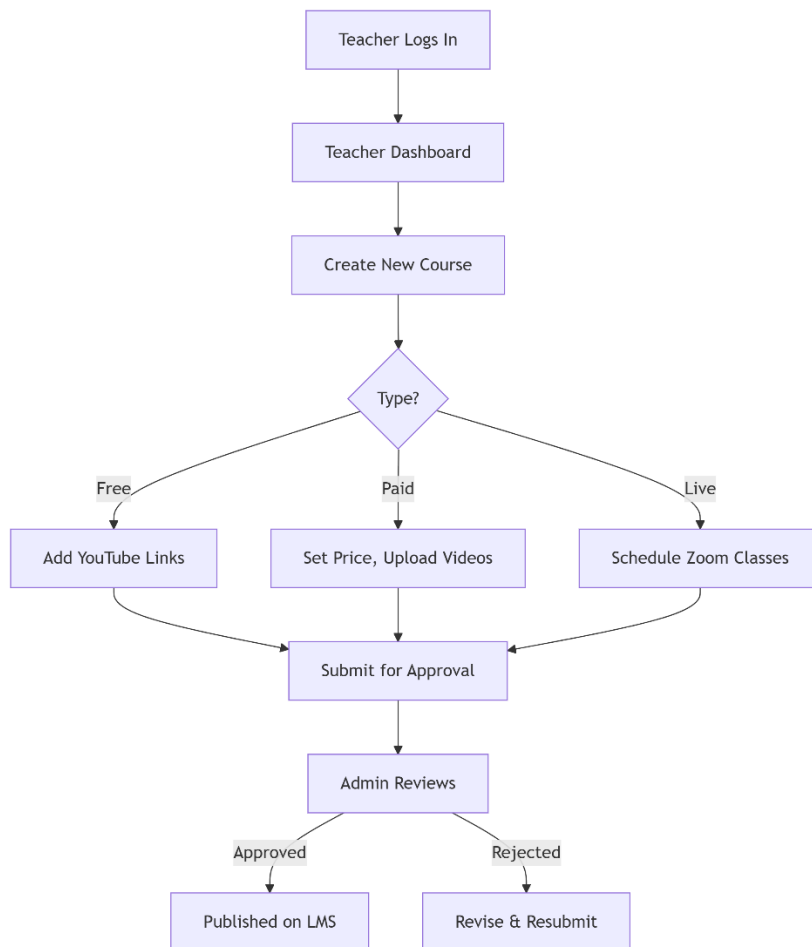 Teacher Logs In
Teacher Dashboard
Create New Course
Type?
Free
Paid
Live
Add YouTube Links
Set Price, Upload Videos
Schedule Zoom Classes
Submit for Approval
Admin Reviews
Approved
Rejected
Published on LMS
Revise & Resubmit